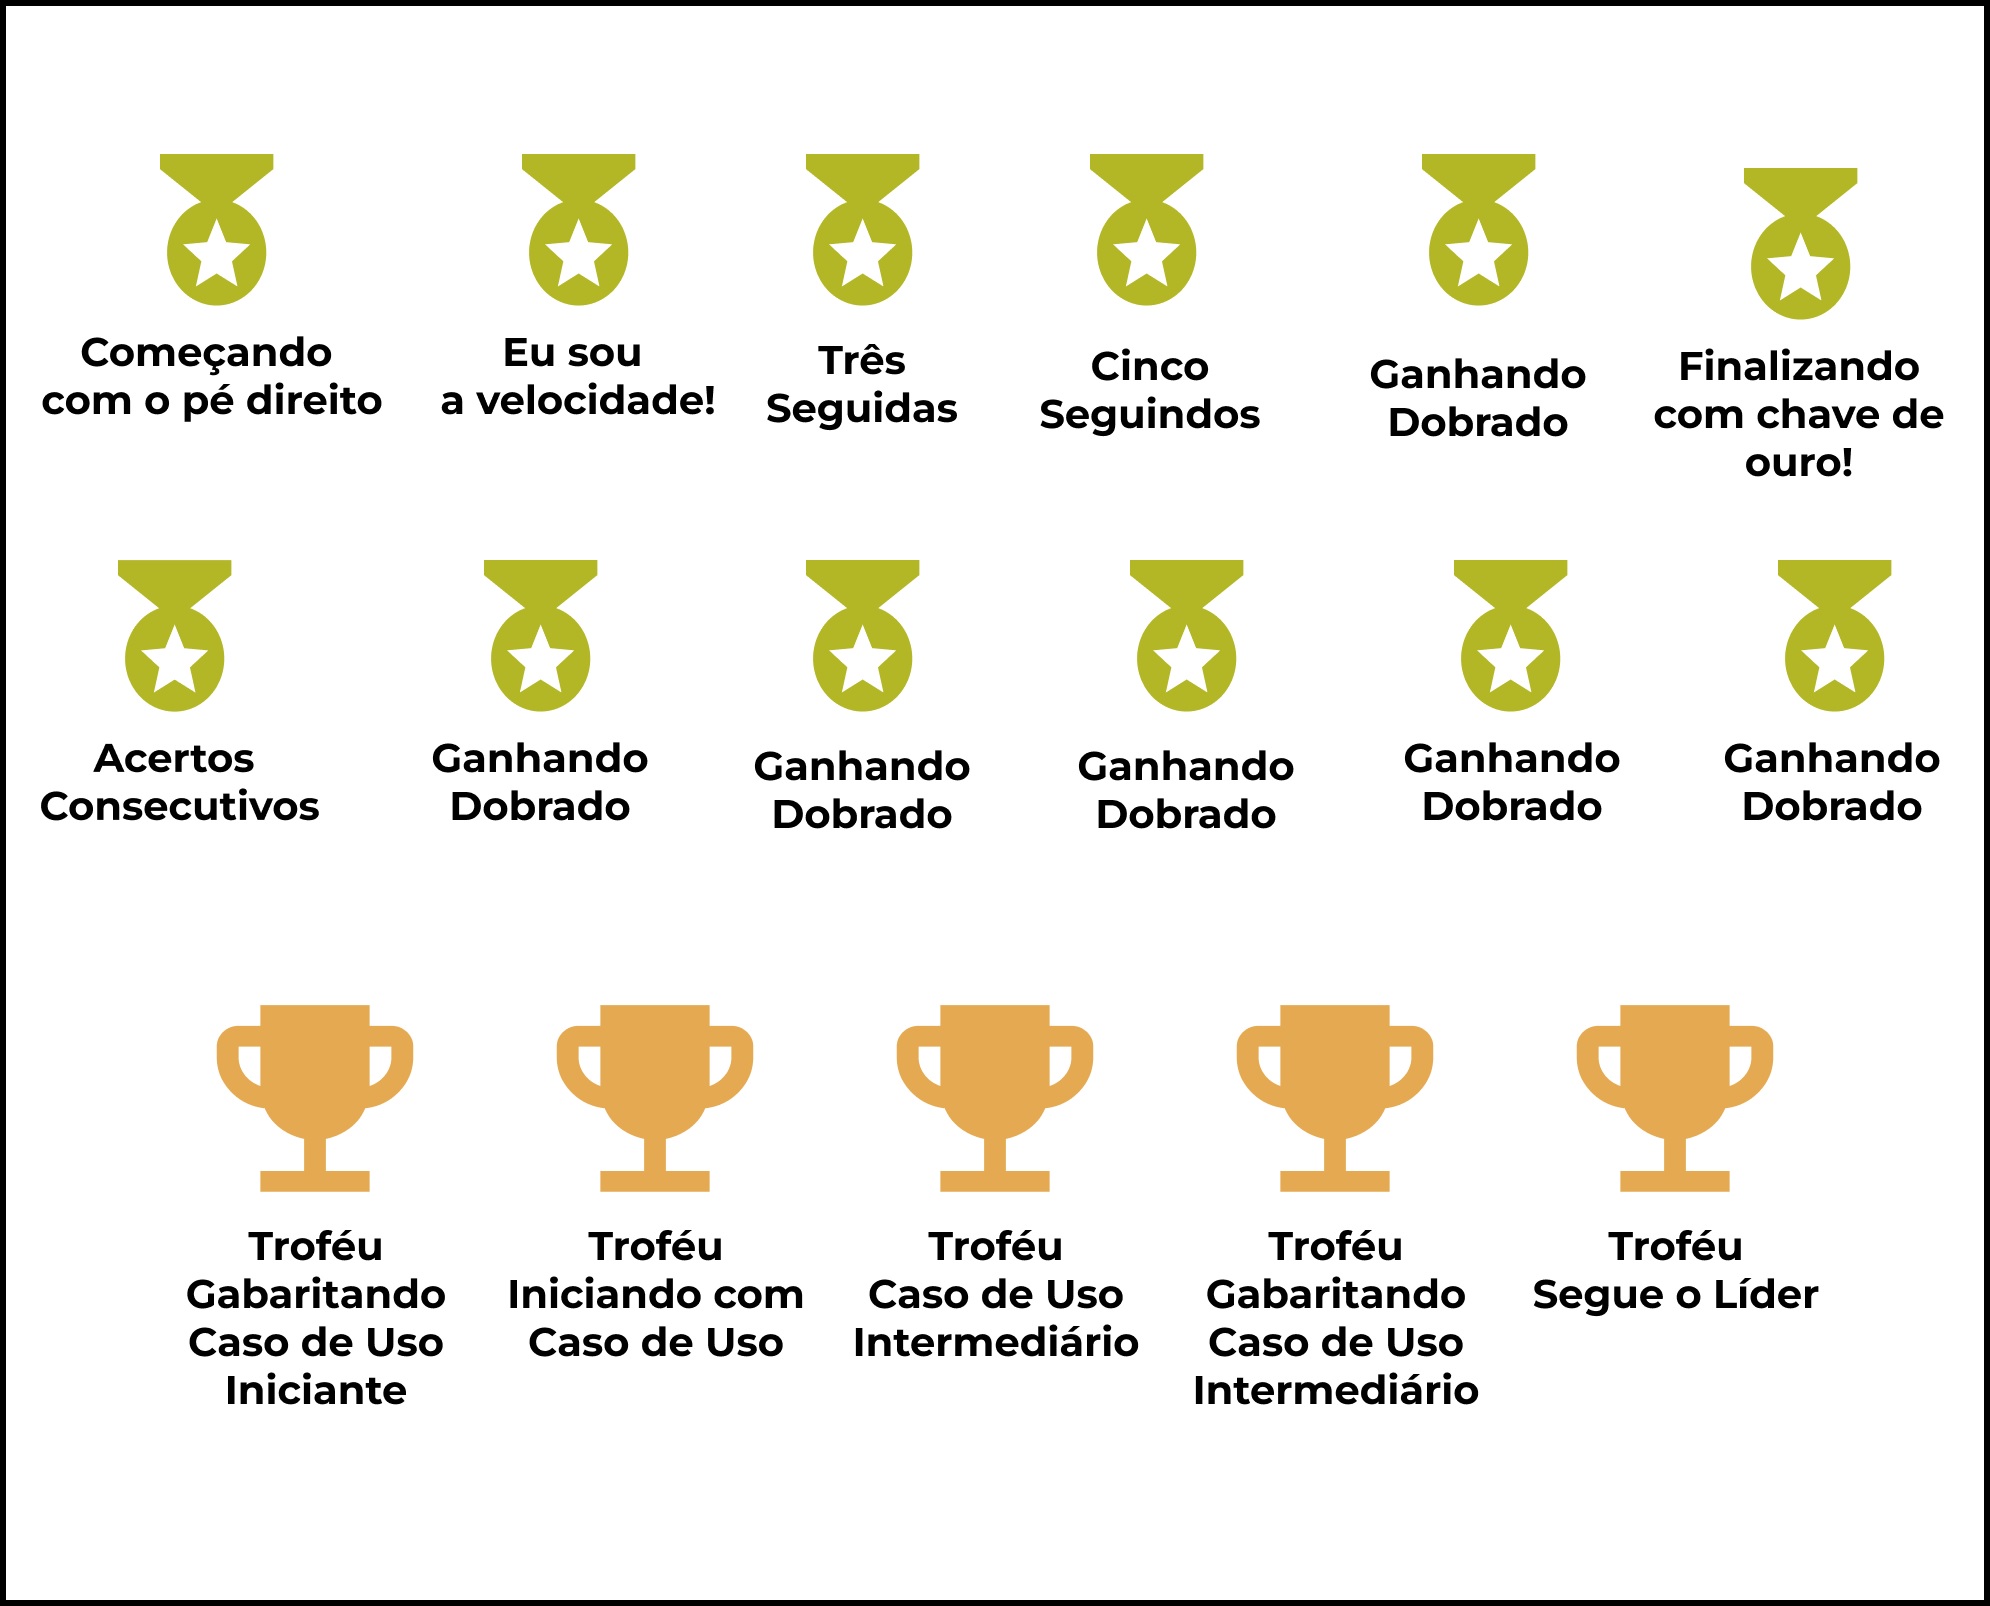 Começando
com o pé direito
Eu sou
a velocidade!
Três
Seguidas
Cinco
Seguindos
Ganhando
Dobrado
Finalizando
com chave de
ouro!
Acertos
Consecutivos
Ganhando
Dobrado
Ganhando
Dobrado
Ganhando
Dobrado
Ganhando
Dobrado
Ganhando
Dobrado
Troféu
Gabaritando
Caso de Uso
Iniciante
Troféu
Iniciando com
Caso de Uso
Troféu
Caso de Uso
Intermediário
Troféu
Gabaritando
Caso de Uso
Intermediário
Troféu
Segue o Líder